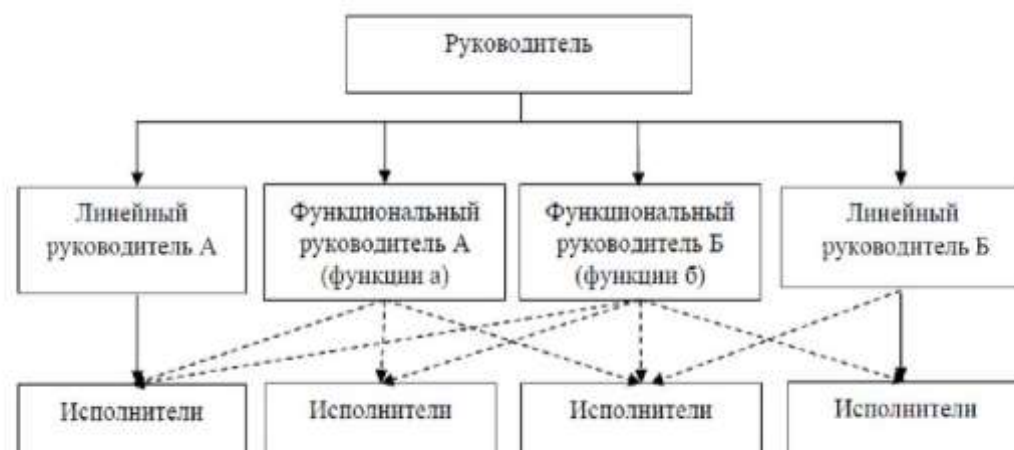 Руководитель
Линейный
руководитель А
Функциональный
руководитель А
(функции а)
Функциональный
руководитель Б
(функции б)
Линейный
руководитель Б
Исполнители
Исполнители
Исполнители
Исполнители